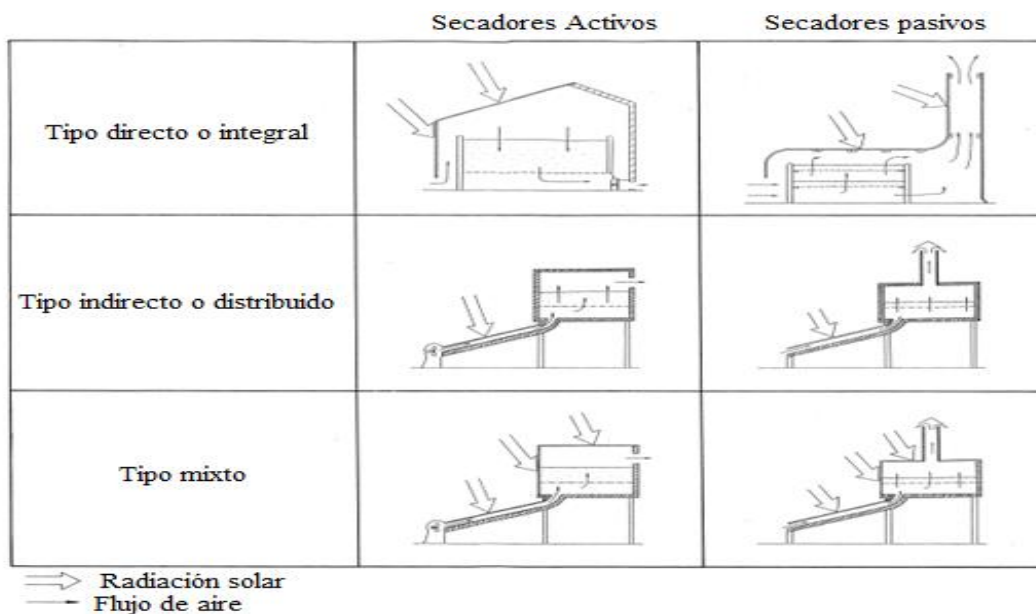 Secadores Activos
Secadores pasivos
Tipo directo o integral
Tipo indirecto o distribuido
Tipo mixto
Radiación solar
Flujo de aire